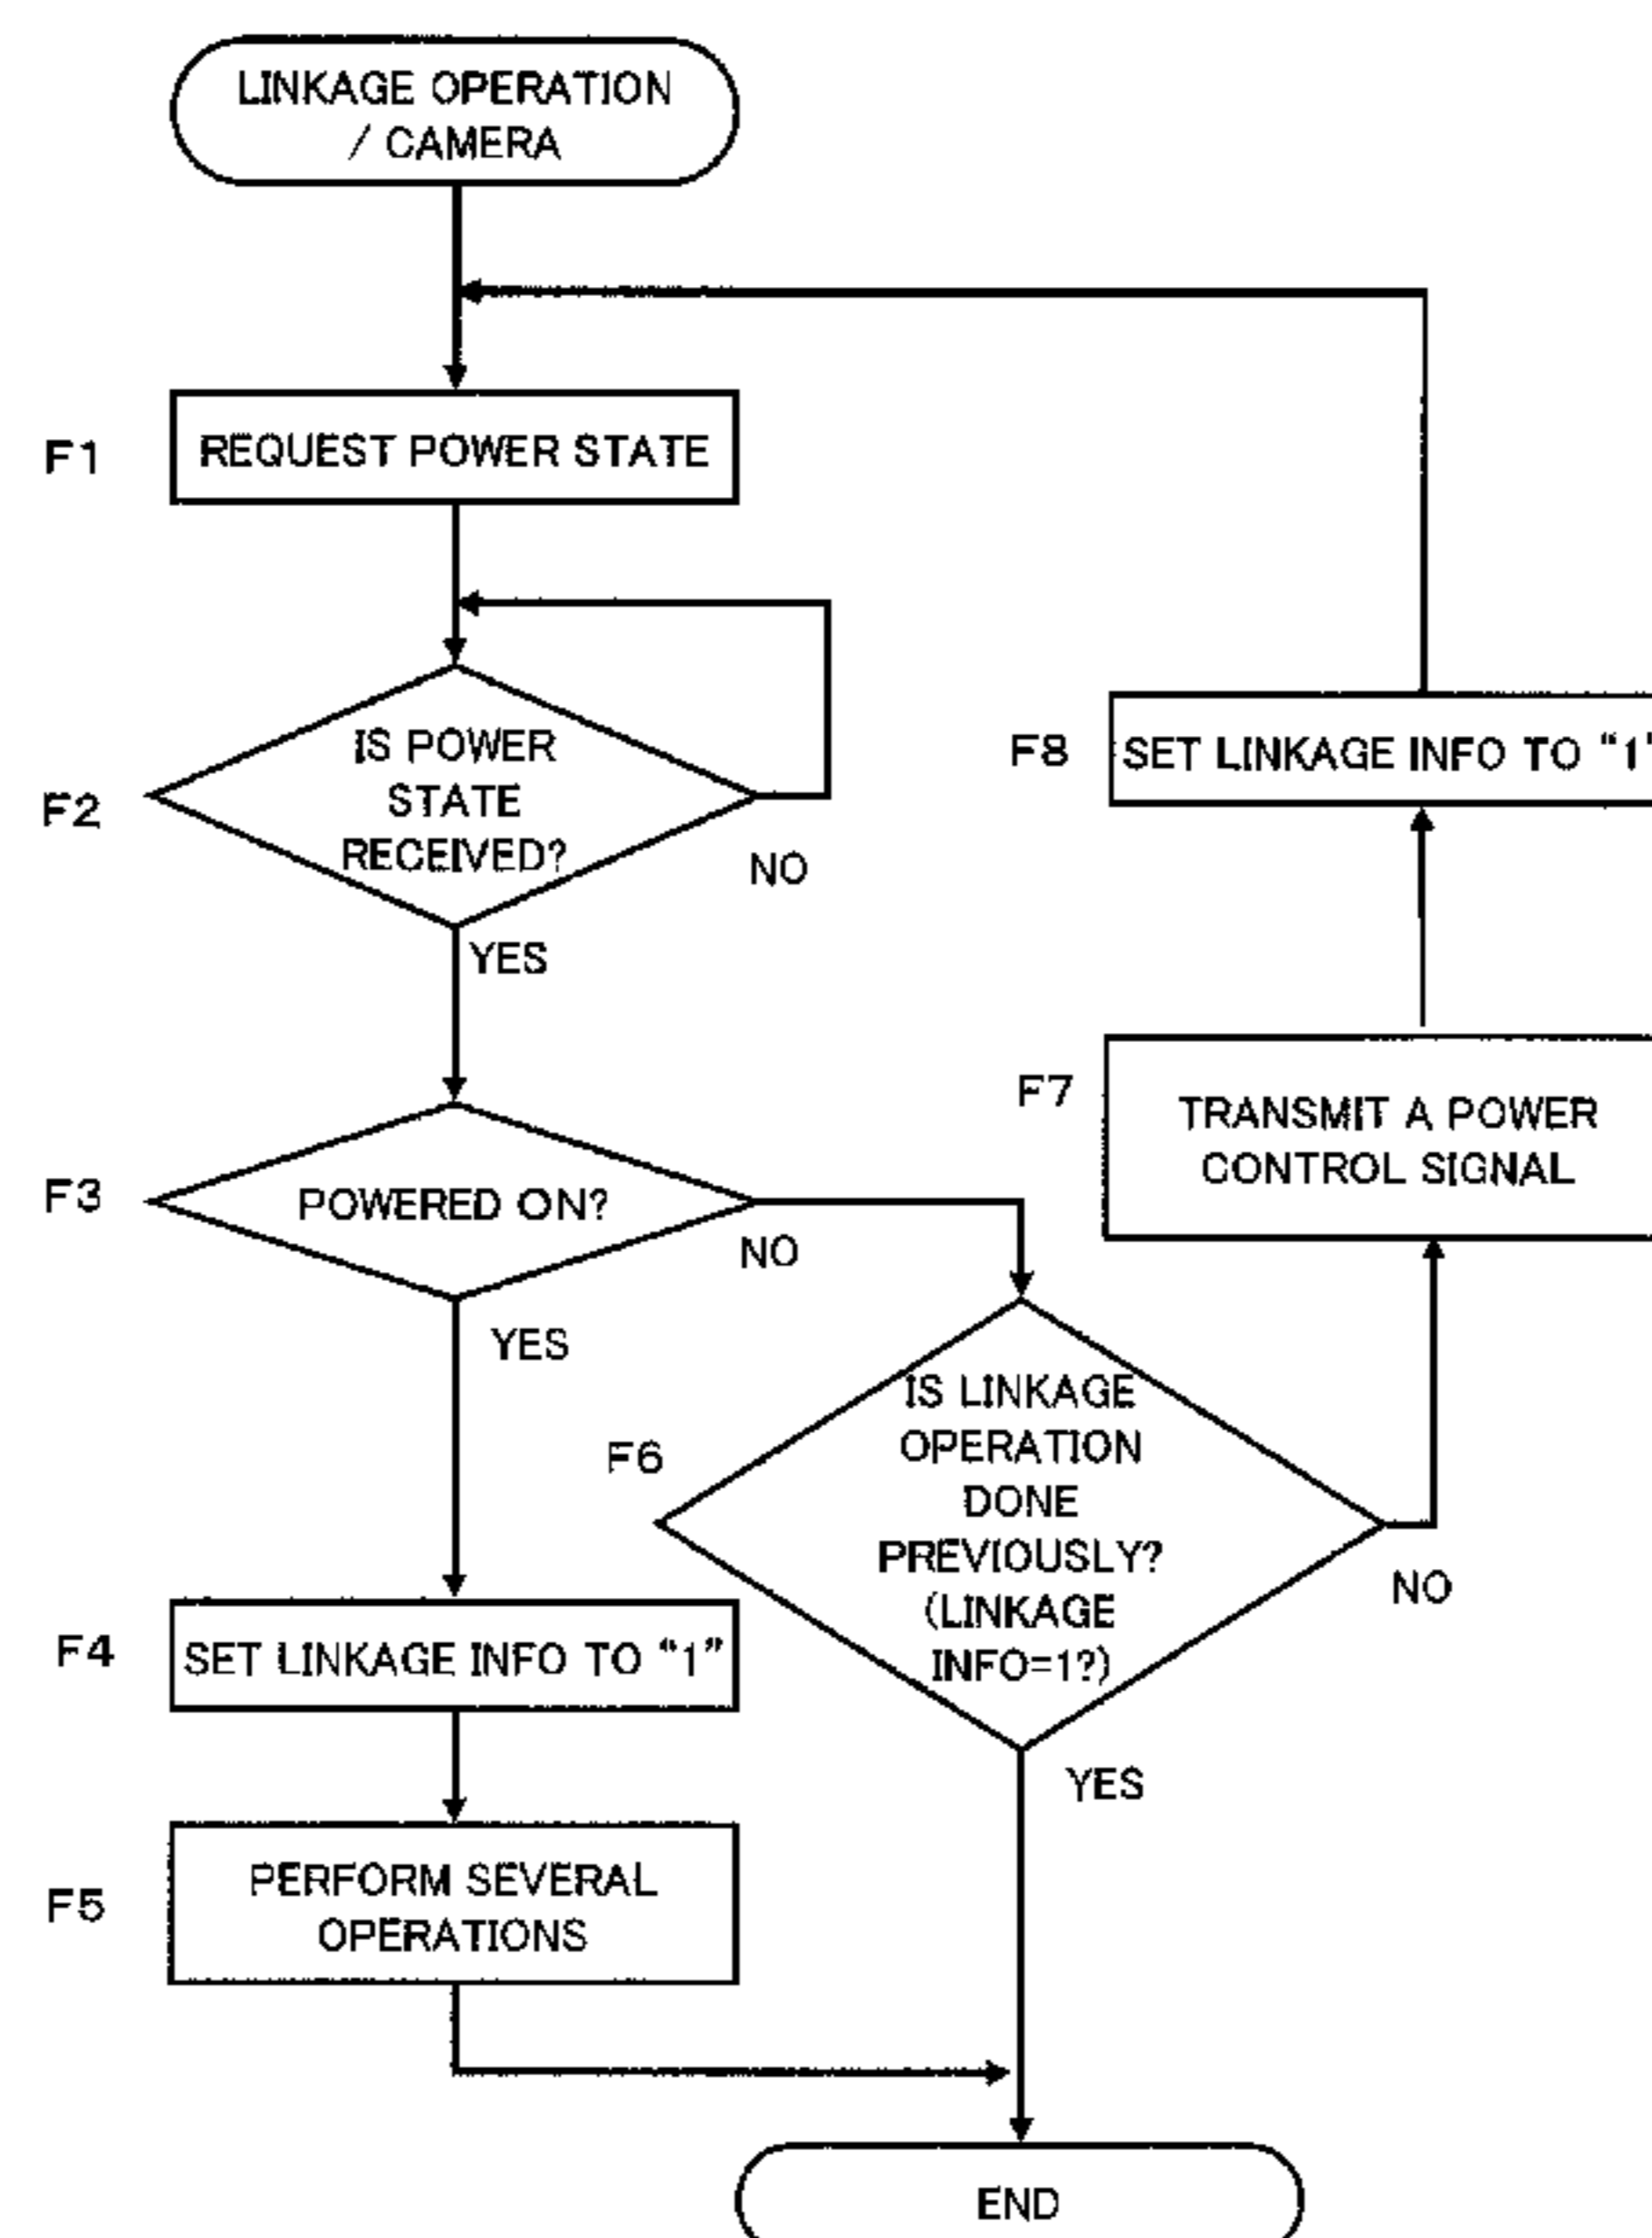 LINKAGE OPERATION
/ CAMERA
F1
REQUEST POWER STATE
F2
IS POWER
STATE
RECEIVED?
NO
YES
F3
POWERED ON?
NO
YES
F4
SET LINKAGE INFO TO “1”
F5
PERFORM SEVERAL
OPERATIONS
F6
IS LINKAGE
OPERATION
DONE
PREVIOUSLY?
(LINKAGE
INFO=1?)
NO
YES
F7
TRANSMIT A POWER
CONTROL SIGNAL
F8
SET LINKAGE INFO TO “1”
END